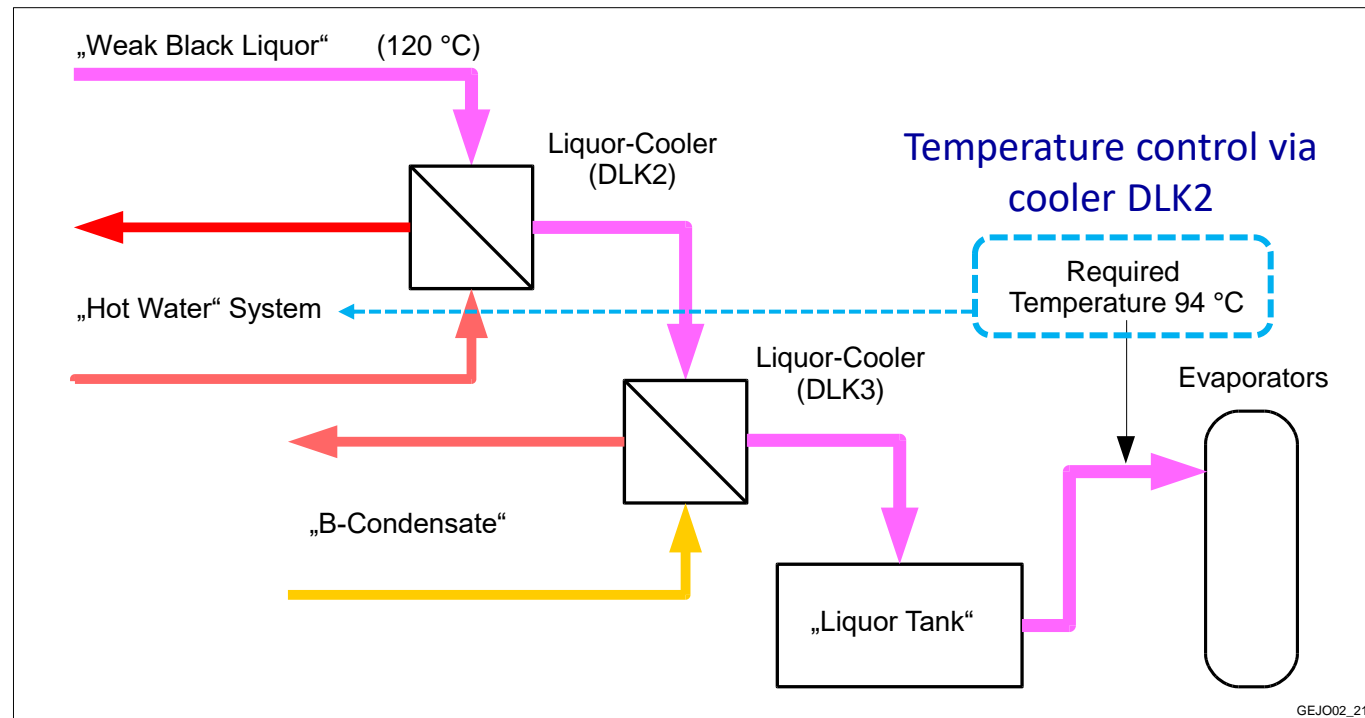 „Weak Black Liquor“ (120 °C)
Liquor-Cooler
(DLK2)
Temperature control via
cooler DLK2
Required
Temperature 94 °C
„Hot Water“ System
Liquor-Cooler
(DLK3)
Evaporators
„B-Condensate“
„Liquor Tank“
GEJO02_21